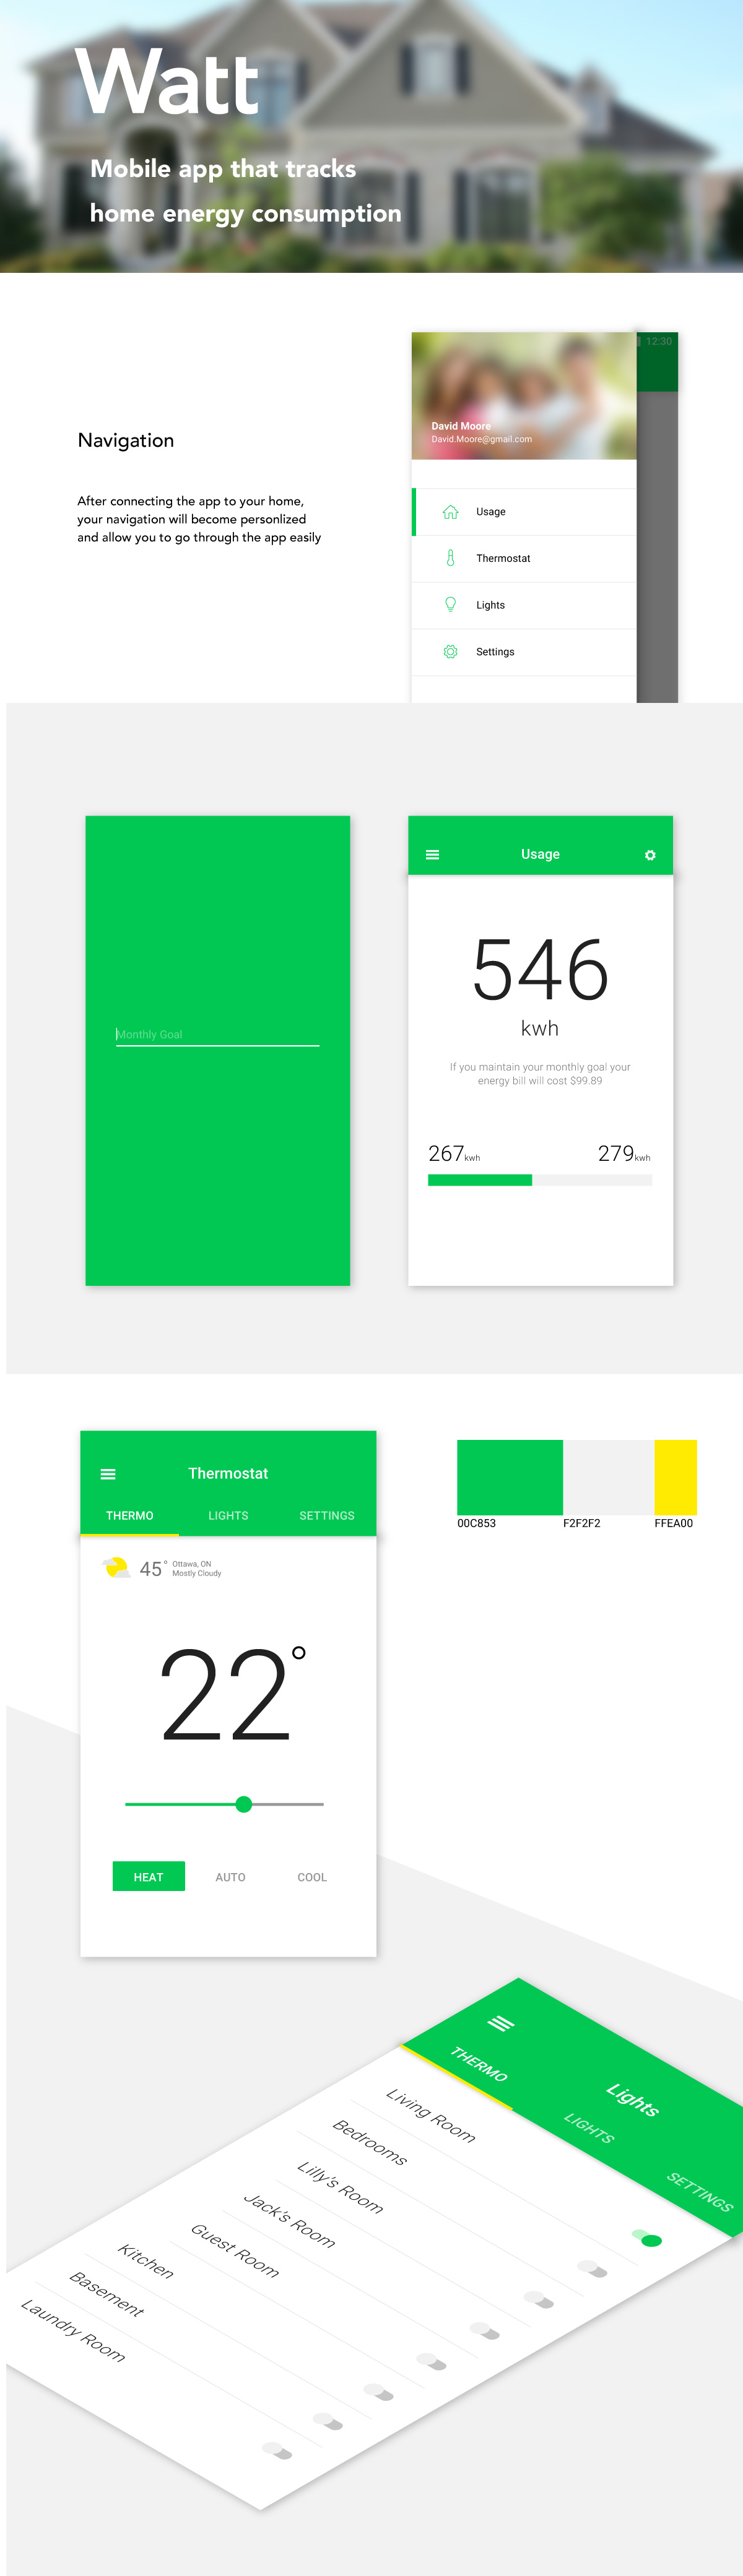 Watt
Mobile app that tracks
home energy consumption
12:30
David Moore
David.Moore@gmail.com
Navigation
After connecting the app to your home,
your navigation will become personlized
and allow you to go through the app easily
Usage
Thermostat
Lights
Settings
Monthly Goal
Usage
546
kwh
If you maintain your monthly goal your
energy bill will cost $99.89
267kwh 279kwh
Thermostat
THERMO LIGHTS SETTINGS
45° Ottawa, ON
Mostly Cloudy
22°
HEAT AUTO COOL
00C853 F2F2F2 FFEA00
Lights
THERMO LIGHTS SETTINGS
Living Room
Bedrooms
Lilly's Room
Jack's Room
Guest Room
Kitchen
Basement
Laundry Room